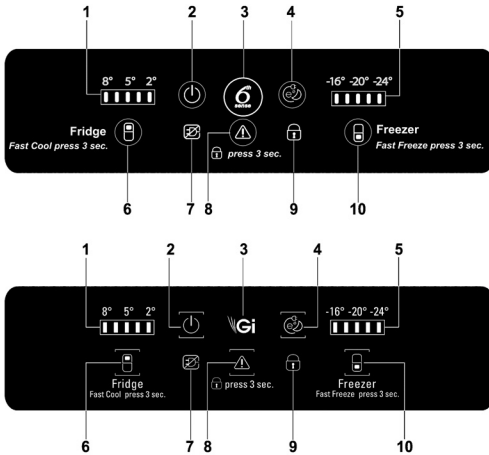 1 2 3 4 5
8° 5° 2° 6th sense e -16° -20° -24°
Fridge Freezer
Fast Cool press 3 sec. press 3 sec. Fast Freeze press 3 sec.
6 7 8 9 10
1 2 3 4 5
8° 5° 2° Gi e -16° -20° -24°
Fridge press 3 sec. Freezer
Fast Cool press 3 sec. Fast Freeze press 3 sec.
6 7 8 9 10